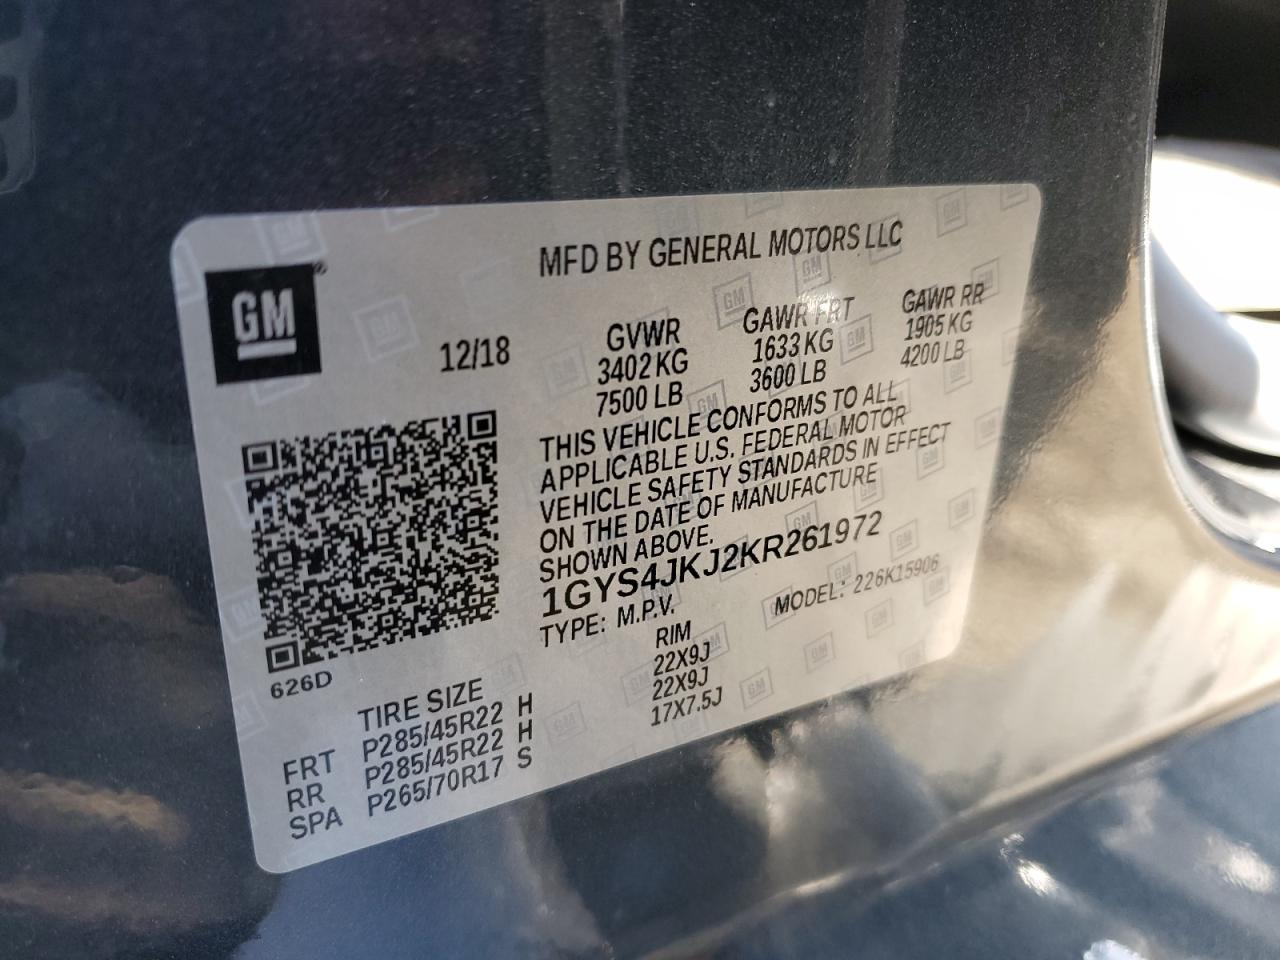 GM
MFD BY GENERAL MOTORS LLC
12/18
GVWR GAWR FRT GAWR RR
3402 KG 1633 KG 1905 KG
7500 LB 3600 LB 4200 LB
THIS VEHICLE CONFORMS TO ALL
APPLICABLE U.S. FEDERAL MOTOR
VEHICLE SAFETY STANDARDS IN EFFECT
ON THE DATE OF MANUFACTURE
SHOWN ABOVE.
1GYS4JKJ2KR261972
TYPE: M.P.V. MODEL: 226K15906
626D
TIRE SIZE RIM
FRT P285/45R22 H 22X9J
RR P285/45R22 H 22X9J
SPA P265/70R17 S 17X7.5J